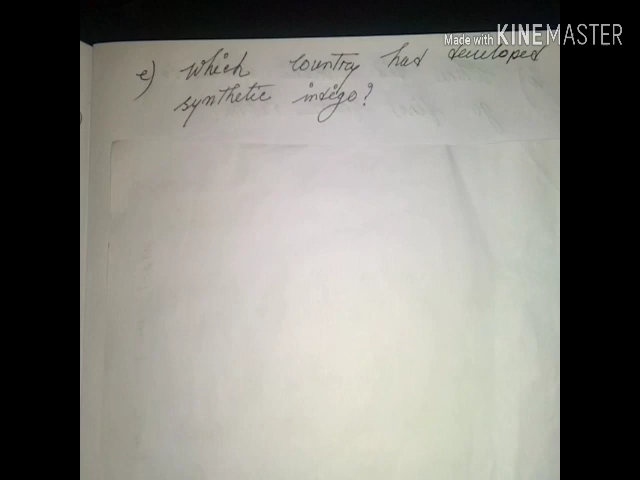 Made with KINEMASTER
e) Which country had developed
synthetic indigo?